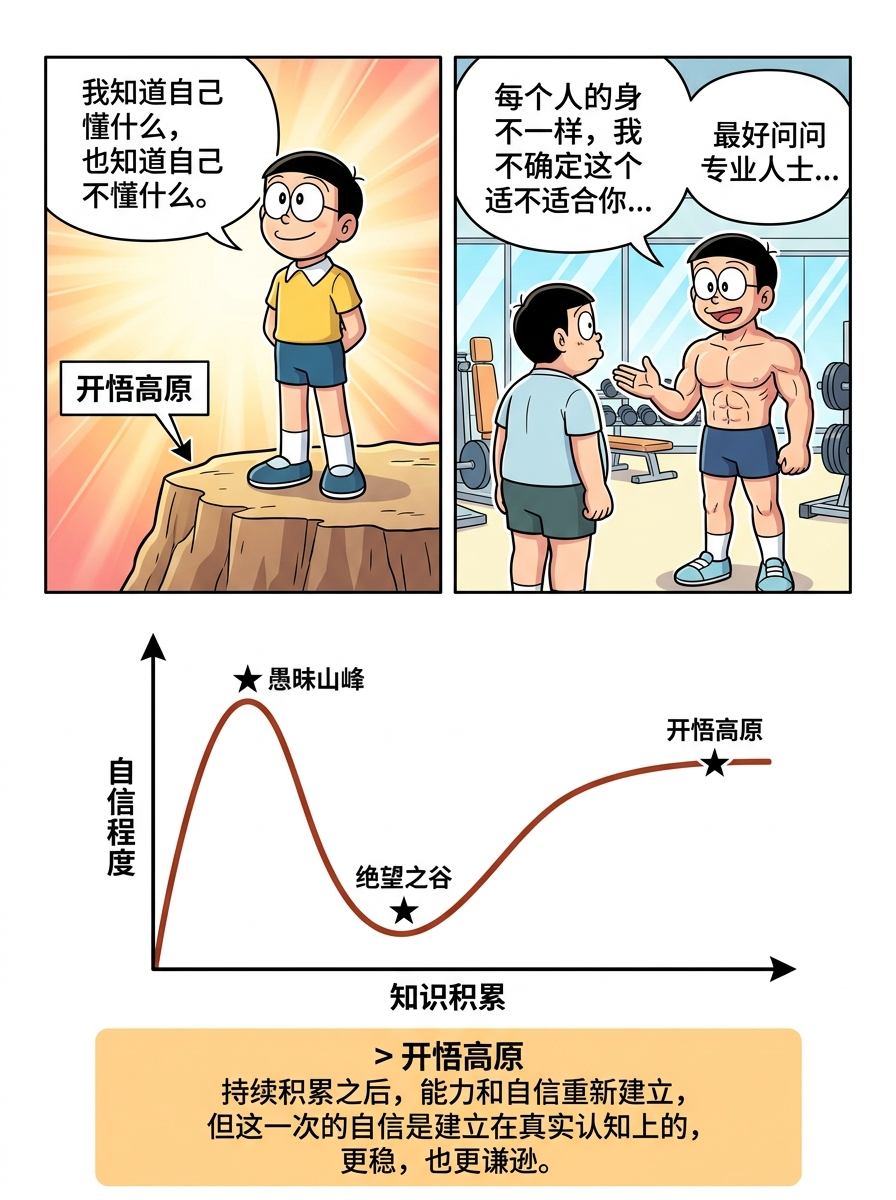 我知道自己
懂什么，
也知道自己
不懂什么。
开悟高原
每个人的身
不一样，我
不确定这个
适不适合你...
最好问问
专业人士...
愚昧山峰
开悟高原
自信程度
绝望之谷
知识积累
> 开悟高原
持续积累之后，能力和自信重新建立，
但这一次的自信是建立在真实认知上的，
更稳，也更谦逊。